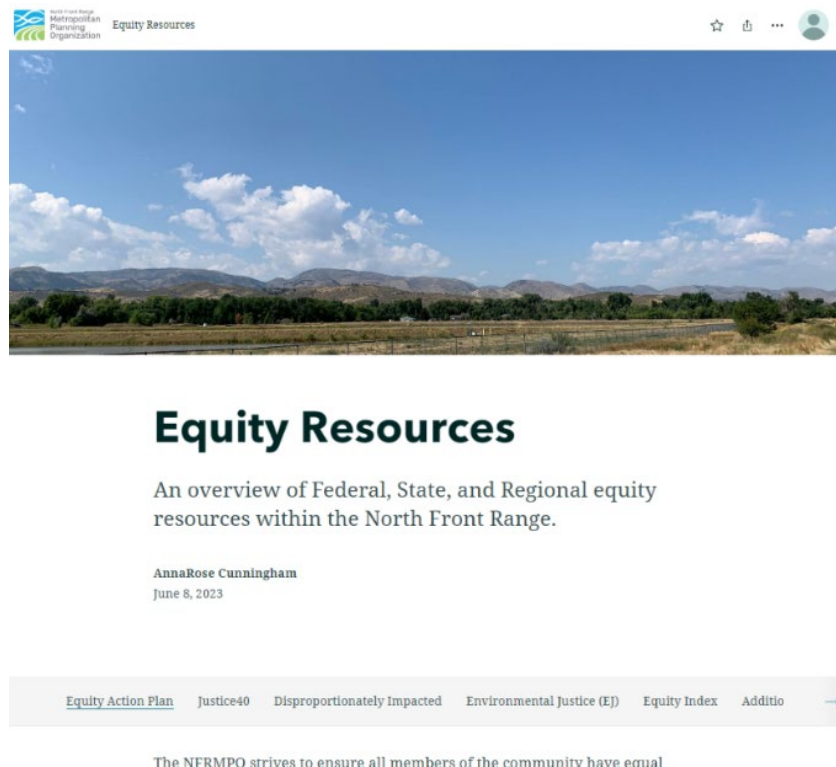 North Front Range
Metropolitan
Planning
Organization
Equity Resources
Equity Resources
An overview of Federal, State, and Regional equity
resources within the North Front Range.
AnnaRose Cunningham
June 8, 2023
Equity Action Plan Justice40 Disproportionately Impacted Environmental Justice (EJ) Equity Index Additio
The NFRMPO strives to ensure all members of the community have equal